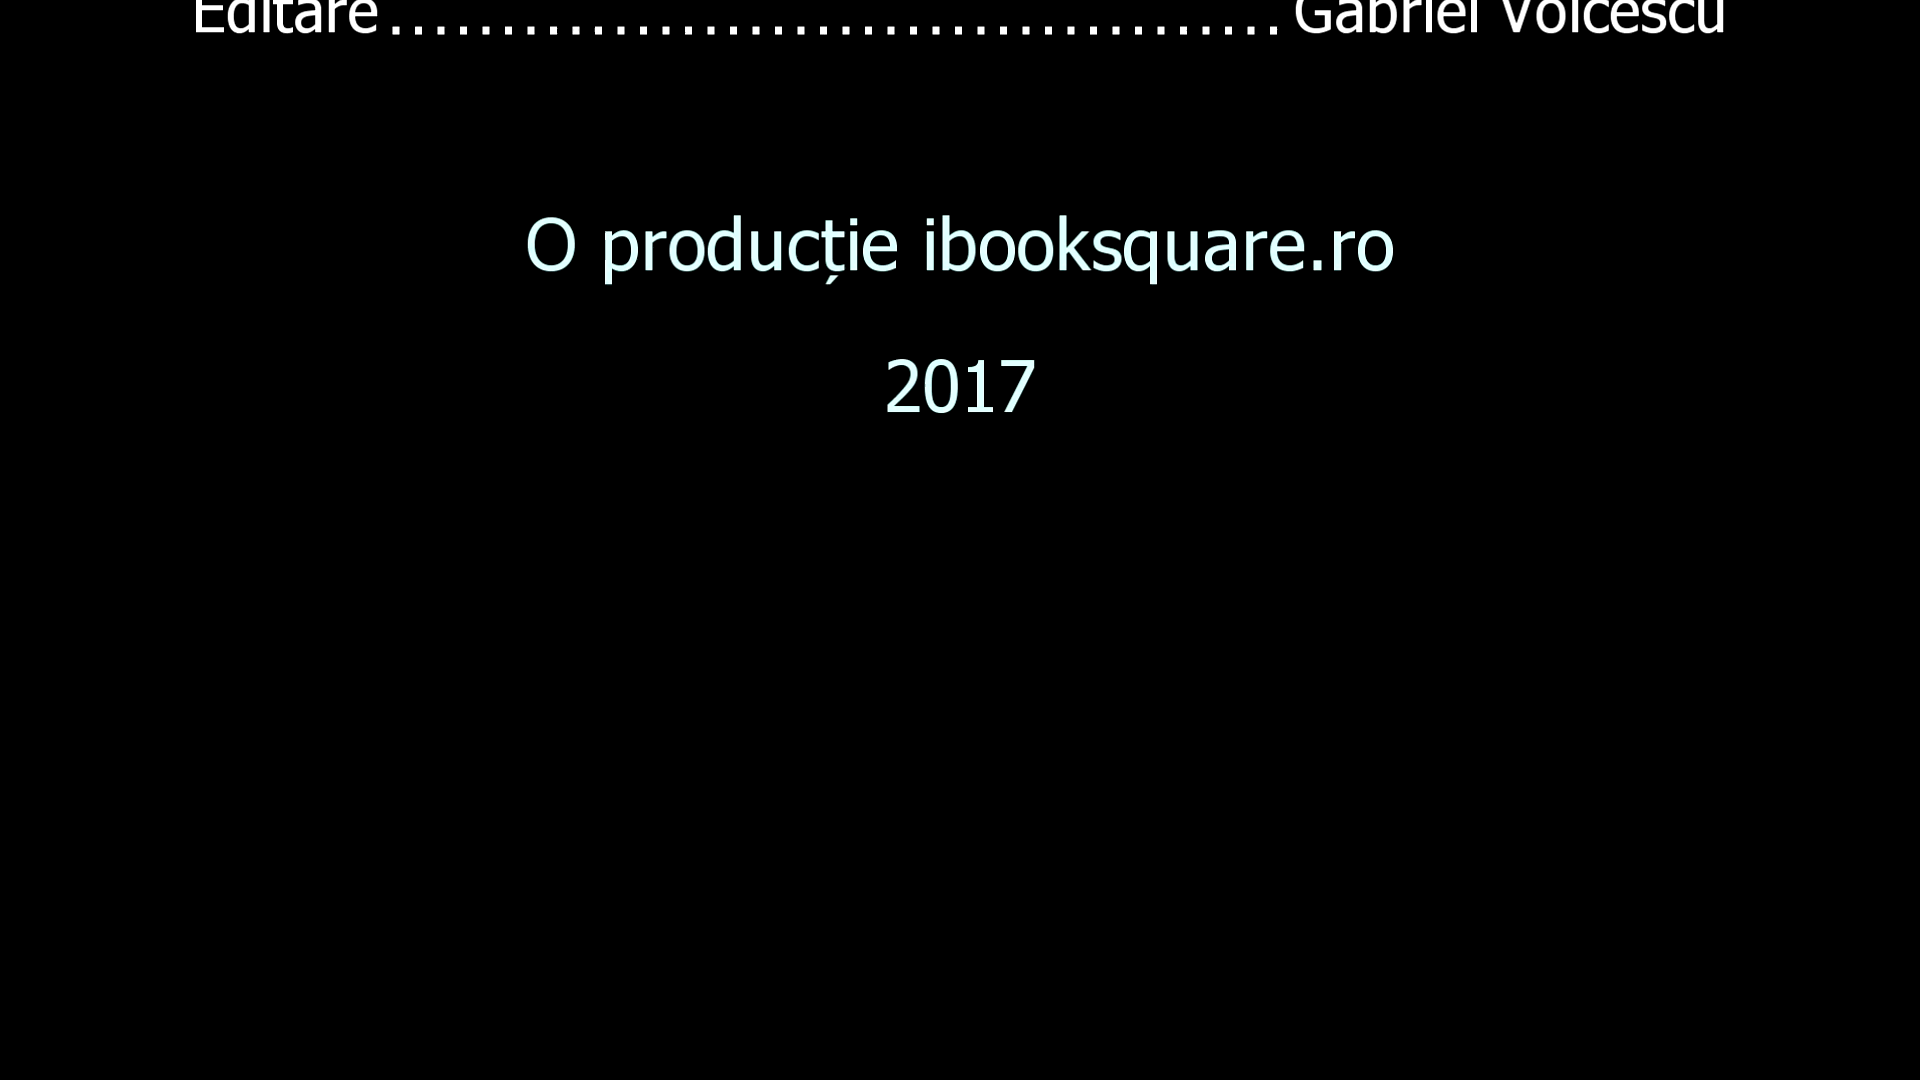 Editare.......................................Gabriel Voicescu
O producție ibooksquare.ro
2017